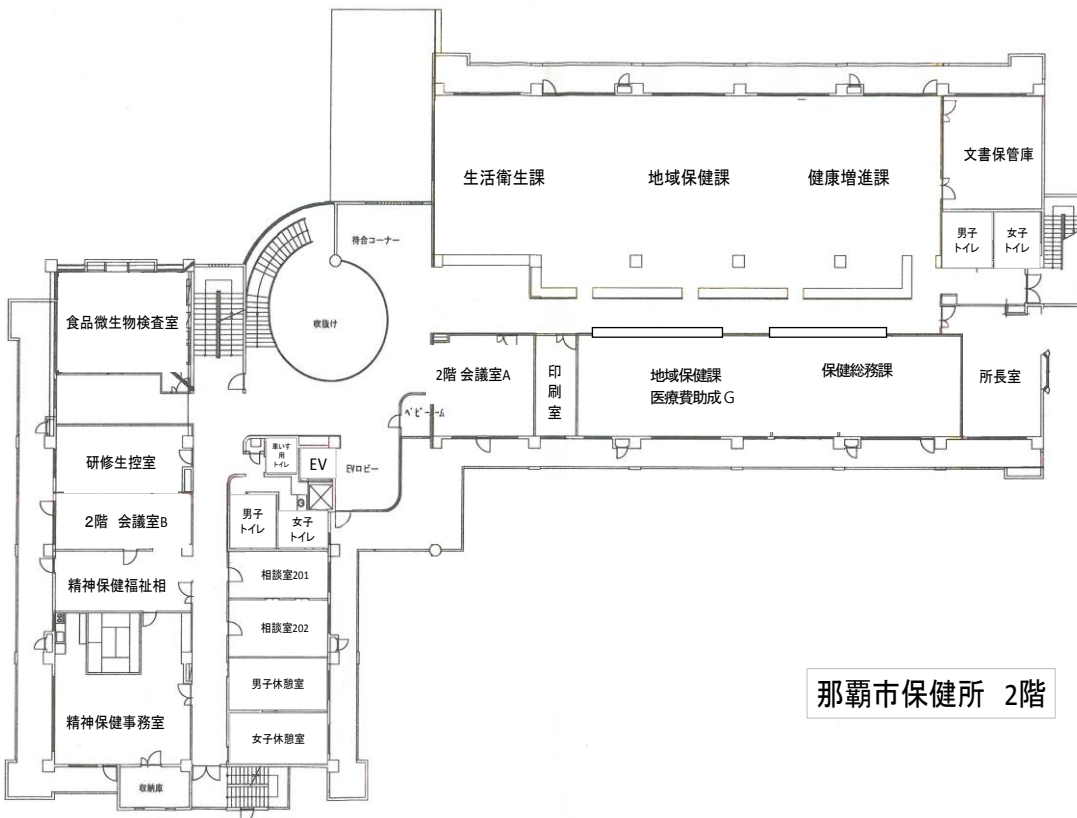 生活衛生課
地域保健課
健康増進課
文書保管庫
男子
トイレ
女子
トイレ
待合コーナー
吹抜け
食品微生物検査室
2階 会議室A
印
刷
室
地域保健課
医療費助成G
保健総務課
所長室
ベビールーム
車いす
用
トイレ
EV
EVロビー
研修生控室
2階 会議室B
男子
トイレ
女子
トイレ
精神保健福祉相
相談室201
相談室202
男子休憩室
女子休憩室
精神保健事務室
収納庫
那覇市保健所 2階